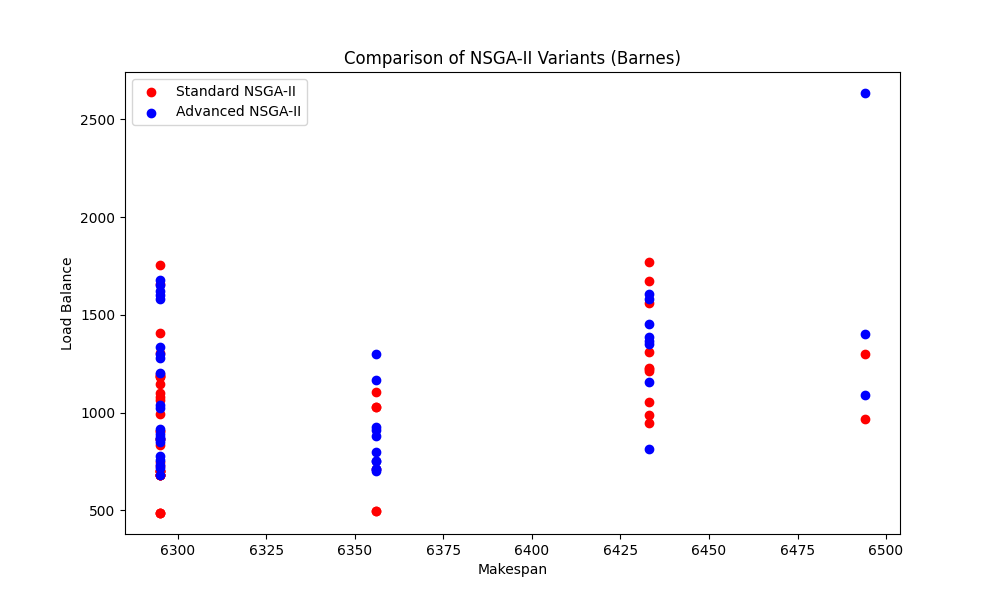 Comparison of NSGA-II Variants (Barnes)
Standard NSGA-II
Advanced NSGA-II
2500
2000
1500
1000
500
Load Balance
6300 6325 6350 6375 6400 6425 6450 6475 6500
Makespan